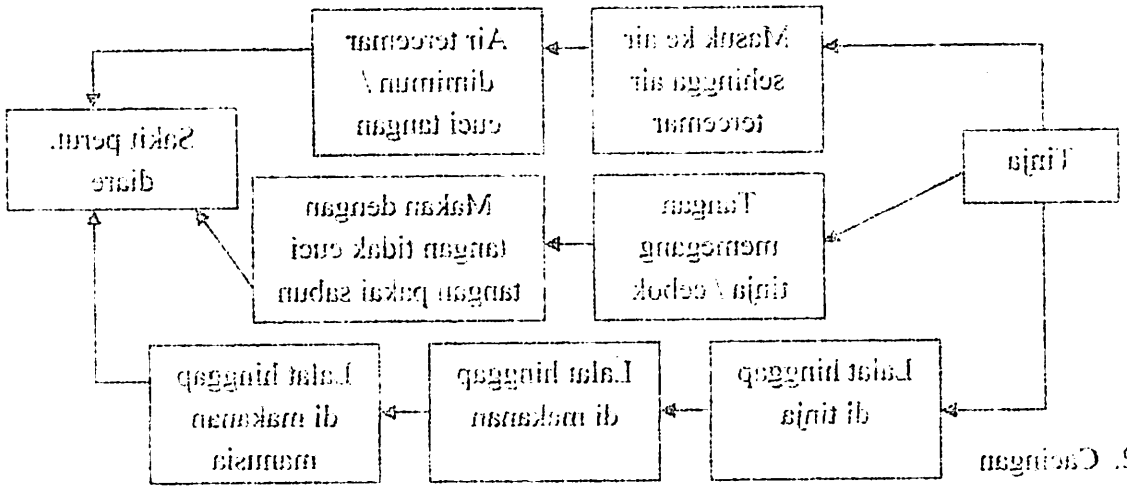 Tinja
Masuk ke air
sehingga air
tercemar
Air tercemar
dimimun /
cuci tangan
Sakit perut.
diare
Tangan
memegang
tinja / cebok
Makan dengan
tangan tidak cuci
tangan pakai sabun
Lalat hinggap
di tinja
Lalat hinggap
di makanan
Lalat hinggap
di makanan
manusia
2. Cacingan